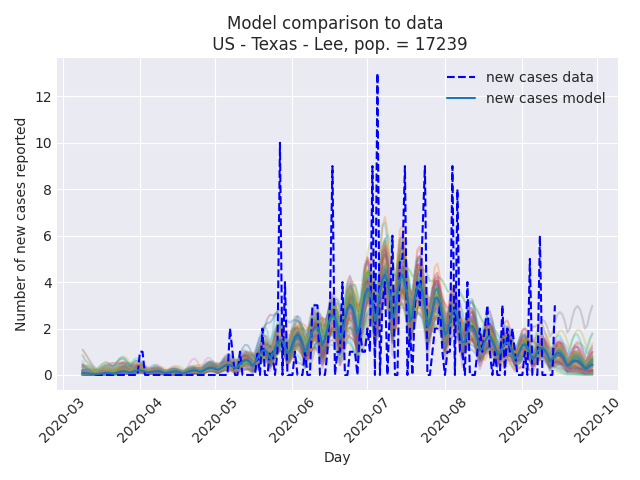 Model comparison to data
US - Texas - Lee, pop. = 17239
new cases data
new cases model
Number of new cases reported
12
10
8
6
4
2
0
2020-03
2020-04
2020-05
2020-06
2020-07
2020-08
2020-09
2020-10
Day